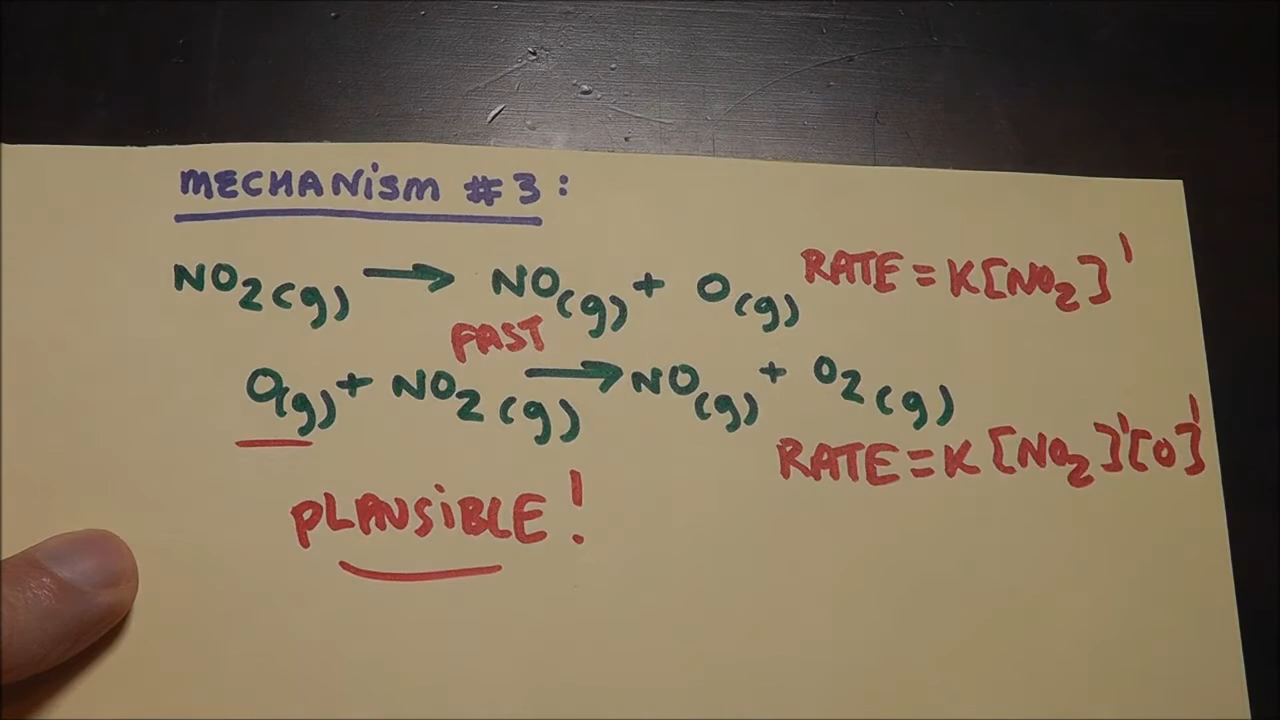 MECHANiSM #3:
NO2(g) → NO(g) + O(g) RATE = K[NO2]1
FAST
O(g) + NO2(g) → NO(g) + O2(g)
RATE = K[NO2]1[O]1
PLAUSiBLE!